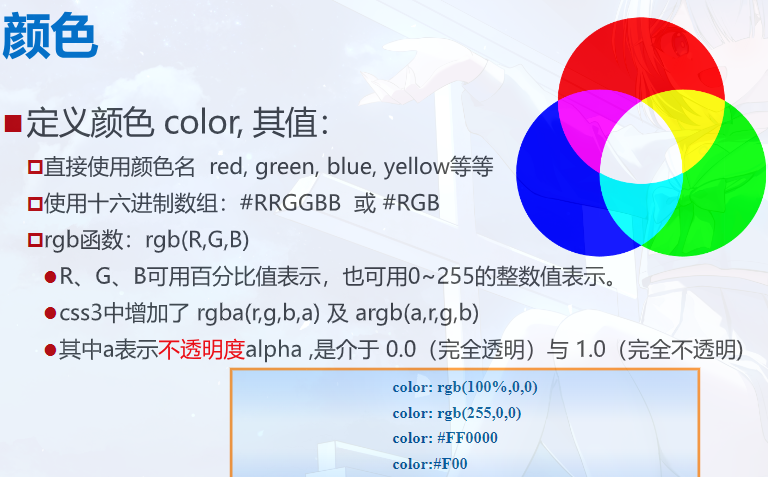 颜色
定义颜色 color, 其值：
直接使用颜色名 red, green, blue, yellow等等
使用十六进制数组：#RRGGBB 或 #RGB
rgb函数：rgb(R,G,B)
R、G、B可用百分比值表示，也可用0~255的整数值表示。
css3中增加了 rgba(r,g,b,a) 及 argb(a,r,g,b)
其中a表示不透明度alpha ,是介于 0.0（完全透明）与 1.0（完全不透明)
color: rgb(100%,0,0)
color: rgb(255,0,0)
color: #FF0000
color:#F00